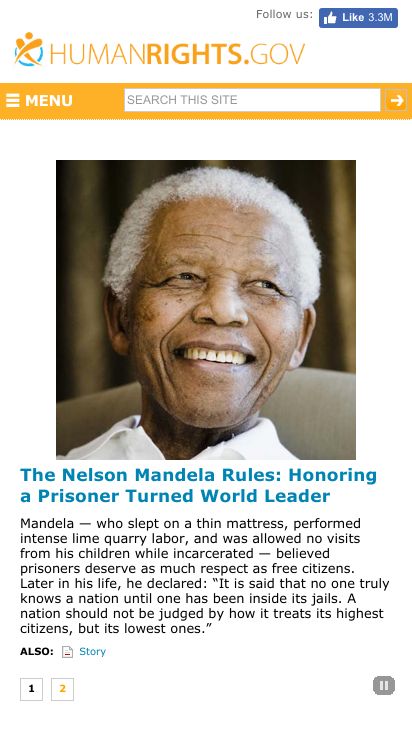 Follow us: Like 3.3M
HUMANRIGHTS.GOV
MENU SEARCH THIS SITE
The Nelson Mandela Rules: Honoring
a Prisoner Turned World Leader
Mandela — who slept on a thin mattress, performed
intense lime quarry labor, and was allowed no visits
from his children while incarcerated — believed
prisoners deserve as much respect as free citizens.
Later in his life, he declared: “It is said that no one truly
knows a nation until one has been inside its jails. A
nation should not be judged by how it treats its highest
citizens, but its lowest ones.”
ALSO: Story
1 2